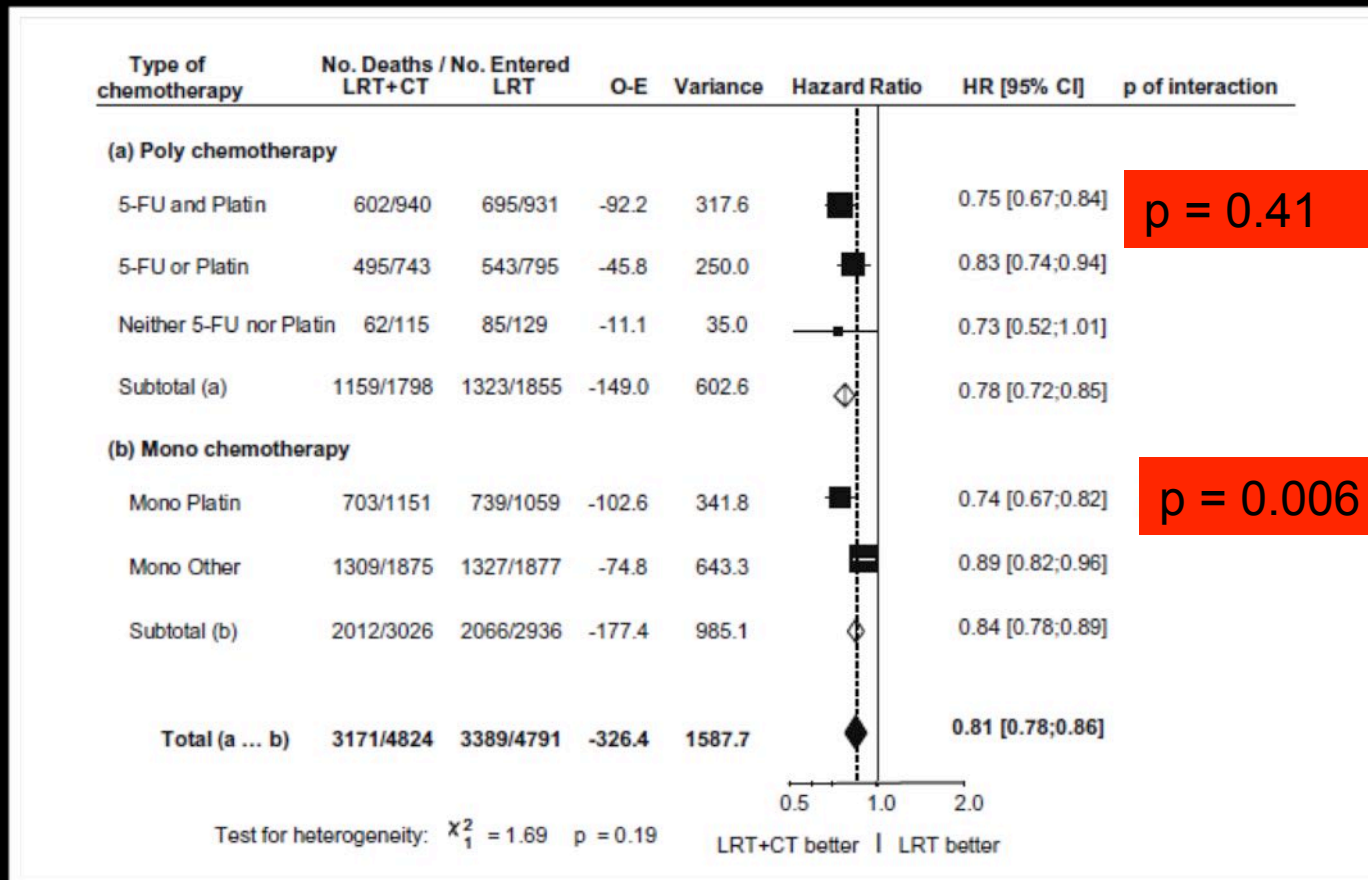 Type of chemotherapy No. Deaths / No. Entered LRT+CT LRT O-E Variance Hazard Ratio HR [95% CI] p of interaction
(a) Poly chemotherapy
5-FU and Platin 602/940 695/931 -92.2 317.6 0.75 [0.67;0.84] p = 0.41
5-FU or Platin 495/743 543/795 -45.8 250.0 0.83 [0.74;0.94]
Neither 5-FU nor Platin 62/115 85/129 -11.1 35.0 0.73 [0.52;1.01]
Subtotal (a) 1159/1798 1323/1855 -149.0 602.6 0.78 [0.72;0.85]
(b) Mono chemotherapy
Mono Platin 703/1151 739/1059 -102.6 341.8 0.74 [0.67;0.82] p = 0.006
Mono Other 1309/1875 1327/1877 -74.8 643.3 0.89 [0.82;0.96]
Subtotal (b) 2012/3026 2066/2936 -177.4 985.1 0.84 [0.78;0.89]
Total (a ... b) 3171/4824 3389/4791 -326.4 1587.7 0.81 [0.78;0.86]
0.5 1.0 2.0
Test for heterogeneity: χ²₁ = 1.69 p = 0.19 LRT+CT better | LRT better